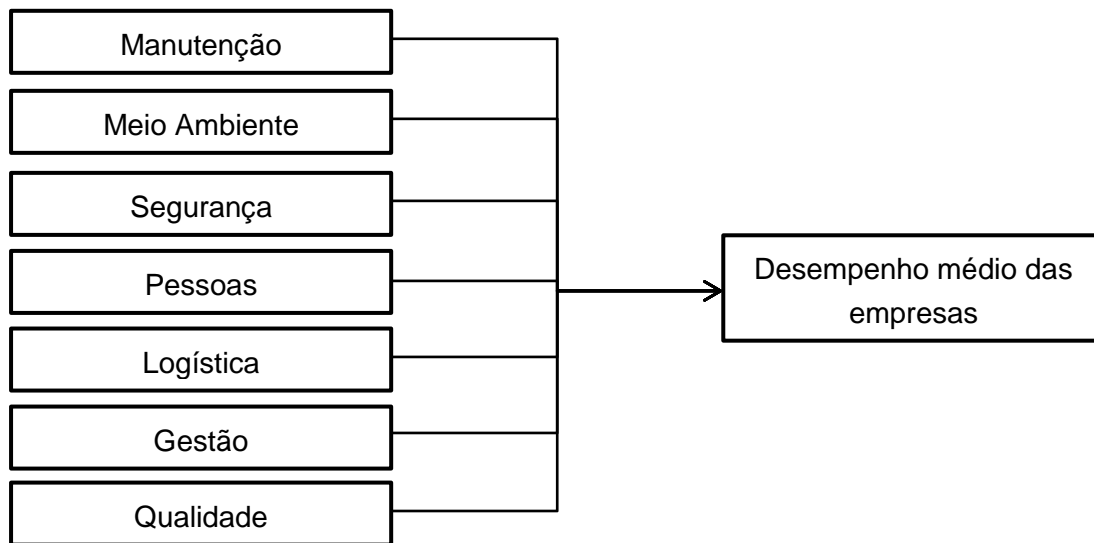 Manutenção
Meio Ambiente
Segurança
Pessoas
Logística
Gestão
Qualidade
Desempenho médio das
empresas